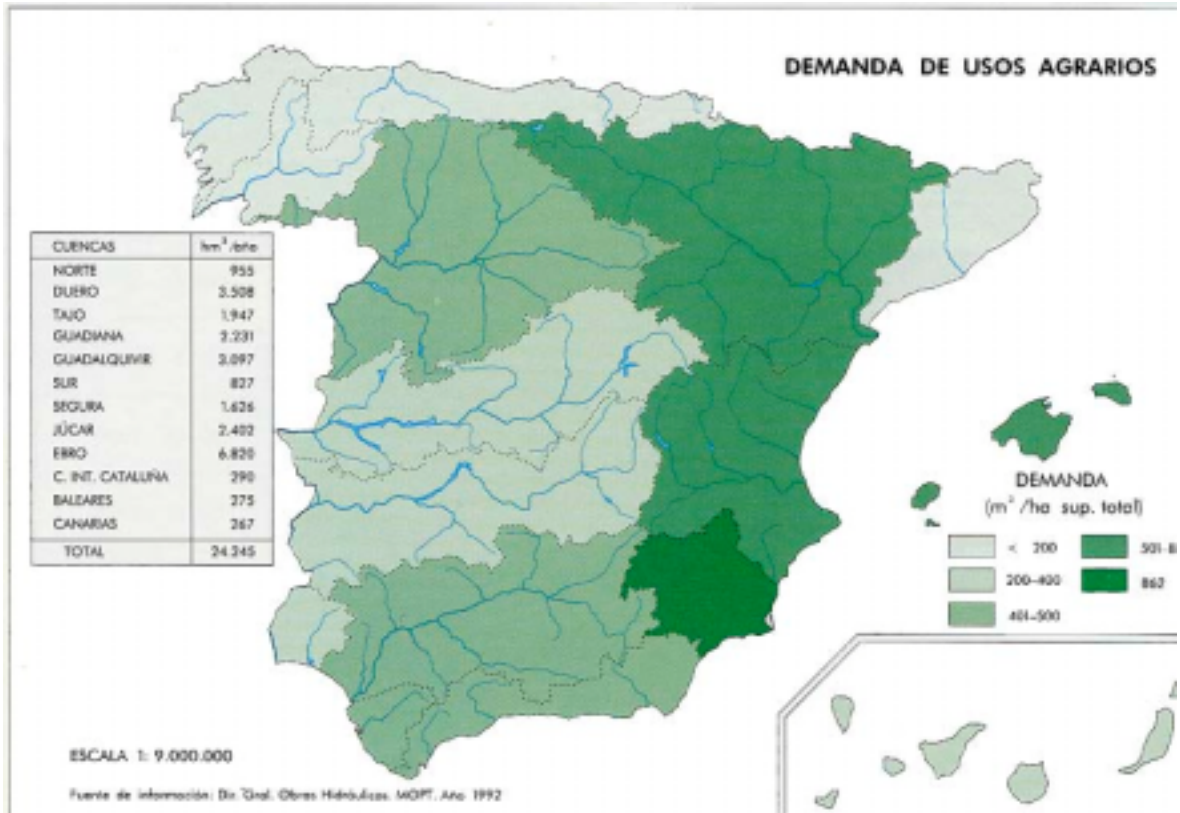 DEMANDA DE USOS AGRARIOS
CUENCAS hm³/año
NORTE 955
DUERO 3.508
TAJO 1.947
GUADIANA 2.231
GUADALQUIVIR 3.097
SUR 827
SEGURA 1.626
JÚCAR 2.402
EBRO 6.820
C. INT. CATALUÑA 290
BALEARES 275
CANARIAS 267
TOTAL 24.245
DEMANDA
(m³/ha sup. total)
< 200
200-400
401-500
501-8
862
ESCALA 1: 9.000.000
Fuente de información: Dir. Gral. Obras Hidráulicas. MOPT. Año 1992